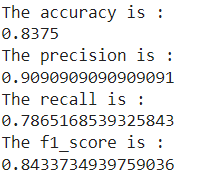 The accuracy is :
0.8375
The precision is :
0.9090909090909091
The recall is :
0.7865168539325843
The f1_score is :
0.8433734939759036